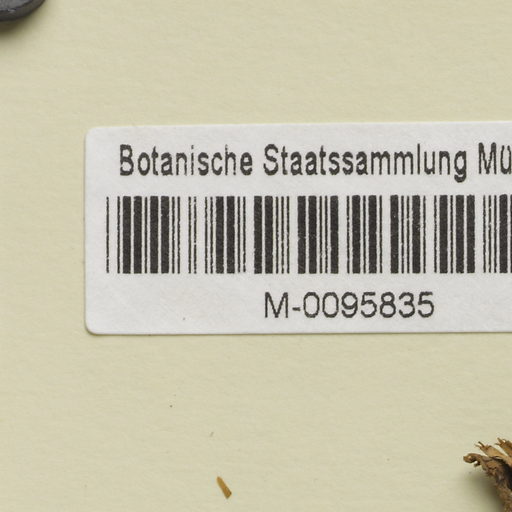 Botanische Staatssammlung Mü
M-0095835